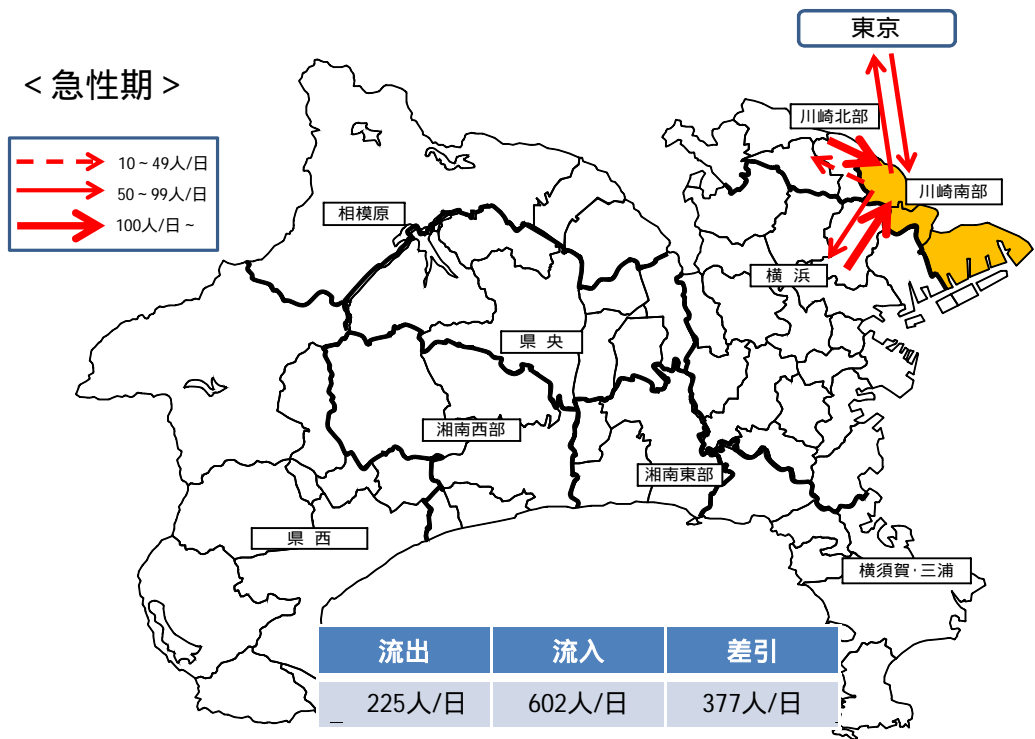 東京
＜急性期＞
川崎北部
10～49人/日
50～99人/日
100人/日～
川崎南部
相模原
横浜
県央
湘南西部
湘南東部
県西
横須賀･三浦
流出 流入 差引
225人/日 602人/日 377人/日